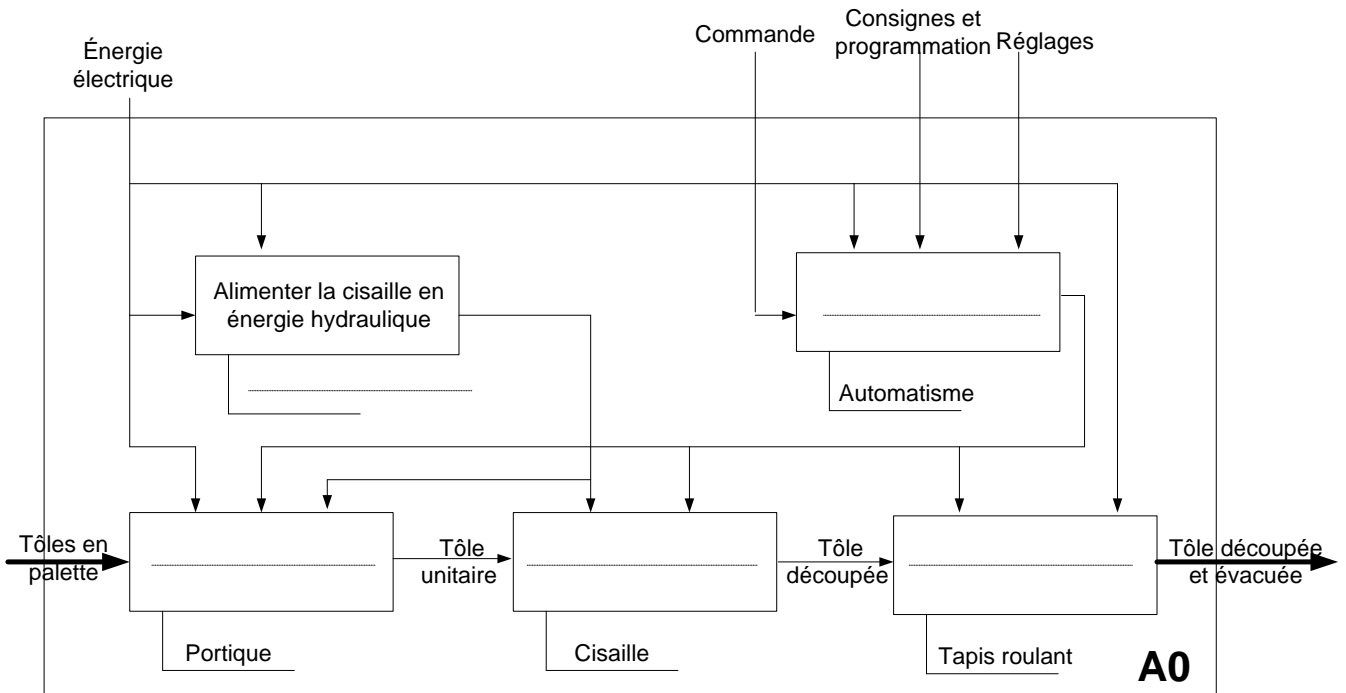 Énergie
électrique
Commande
Consignes et
programmation
Réglages
Alimenter la cisaille en
énergie hydraulique
Automatisme
Tôles en
palette
Tôle
unitaire
Tôle
découpée
Tôle découpée
et évacuée
Portique
Cisaille
Tapis roulant
A0